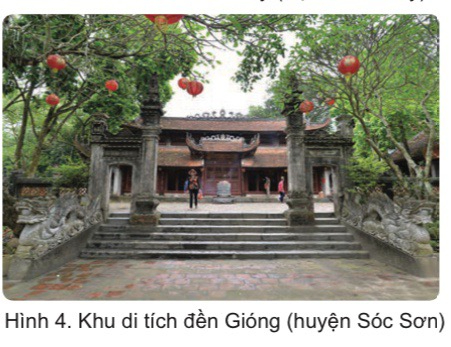 Hình 4. Khu di tích đền Gióng (huyện Sóc Sơn)